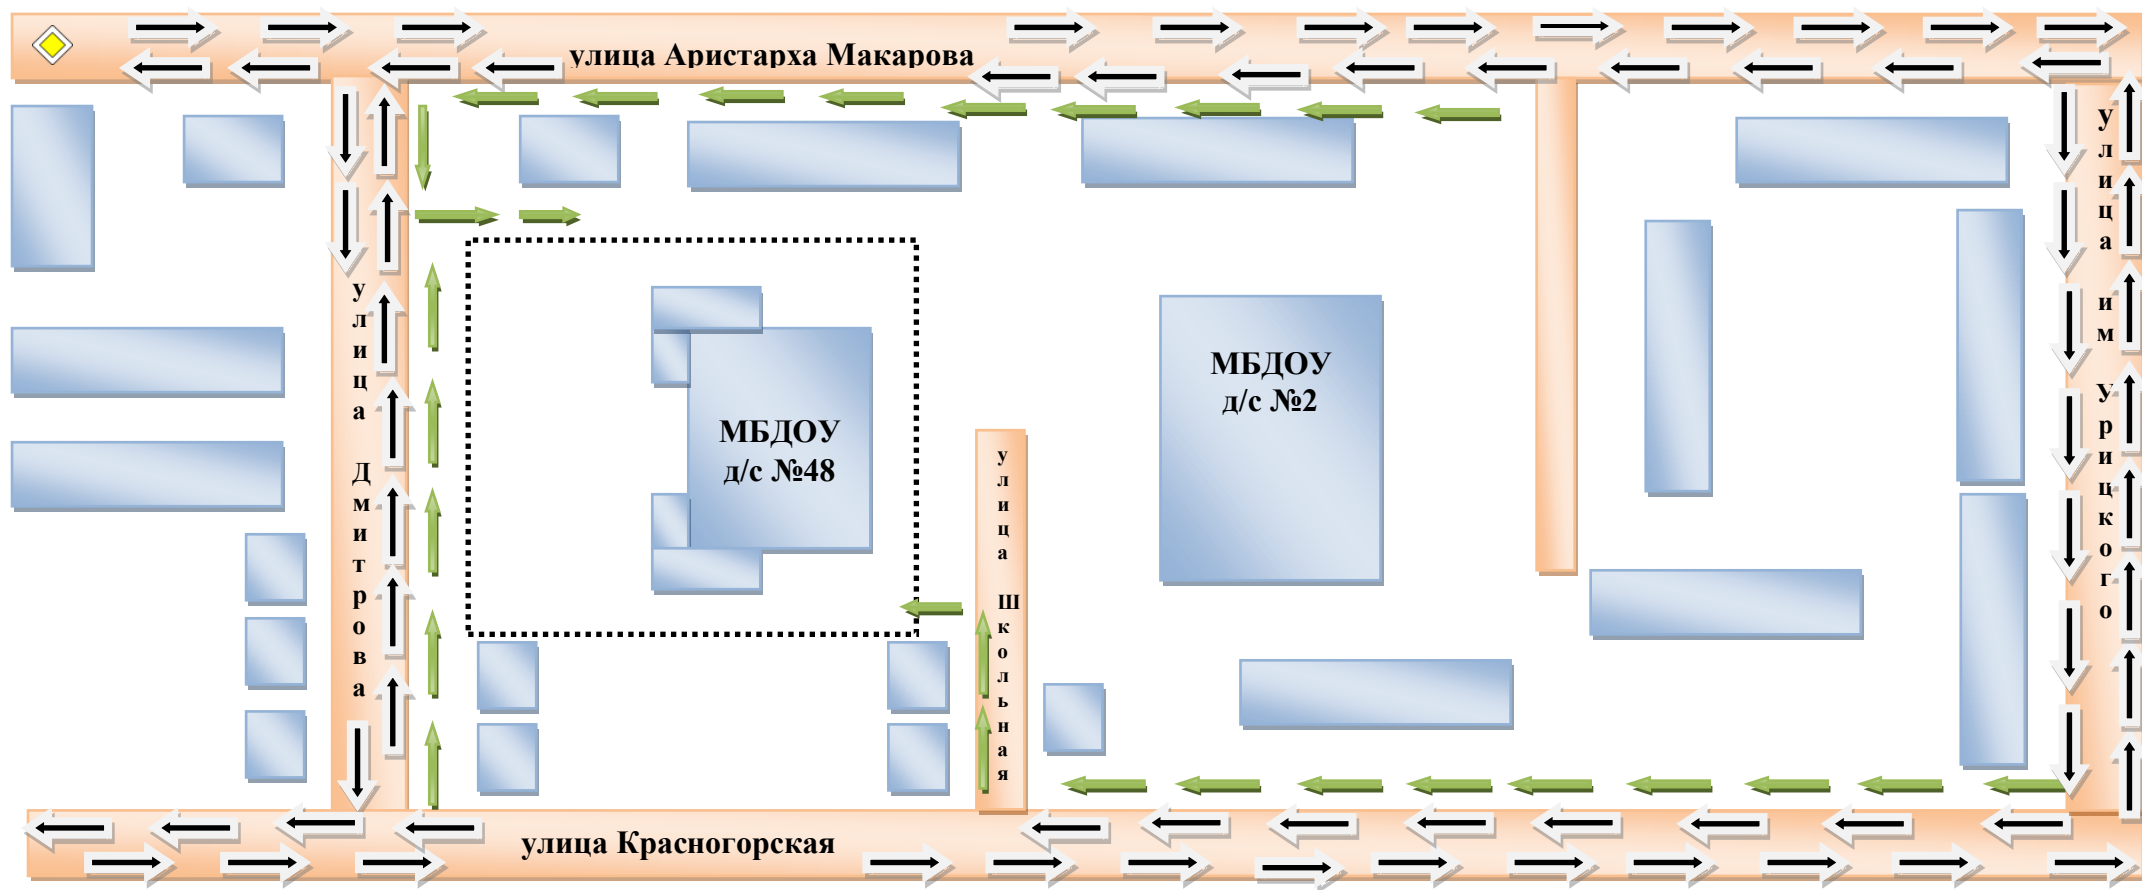 улица Аристарха Макарова
улица Дмитрова
МБДОУ
д/с №48
улица Школьная
МБДОУ
д/с №2
улица им Урицкого
улица Красногорская